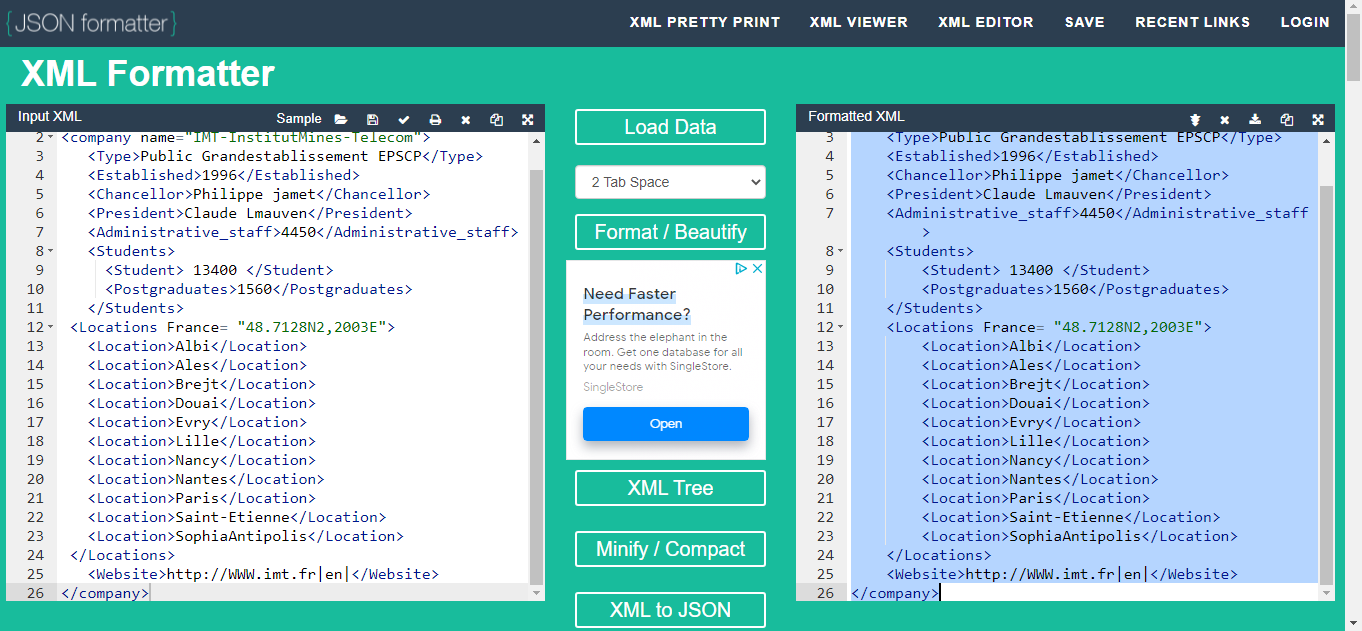 {JSON formatter}
XML PRETTY PRINT XML VIEWER XML EDITOR SAVE RECENT LINKS LOGIN
XML Formatter
Input XML Sample
2 <company name="IMT-InstitutMines-Telecom">
3 <Type>Public Grandestablissement EPSCP</Type>
4 <Established>1996</Established>
5 <Chancellor>Philippe jamet</Chancellor>
6 <President>Claude Lmauven</President>
7 <Administrative_staff>4450</Administrative_staff>
8 <Students>
9 <Student> 13400 </Student>
10 <Postgraduates>1560</Postgraduates>
11 </Students>
12 <Locations France= "48.7128N2,2003E">
13 <Location>Albi</Location>
14 <Location>Ales</Location>
15 <Location>Brejt</Location>
16 <Location>Douai</Location>
17 <Location>Evry</Location>
18 <Location>Lille</Location>
19 <Location>Nancy</Location>
20 <Location>Nantes</Location>
21 <Location>Paris</Location>
22 <Location>Saint-Etienne</Location>
23 <Location>SophiaAntipolis</Location>
24 </Locations>
25 <Website>http://WWW.imt.fr|en|</Website>
26 </company>
Load Data
2 Tab Space
Format / Beautify
Need Faster
Performance?
Address the elephant in the
room. Get one database for all
your needs with SingleStore.
SingleStore
Open
XML Tree
Minify / Compact
XML to JSON
Formatted XML
3 <Type>Public Grandestablissement EPSCP</Type>
4 <Established>1996</Established>
5 <Chancellor>Philippe jamet</Chancellor>
6 <President>Claude Lmauven</President>
7 <Administrative_staff>4450</Administrative_staff
>
8 <Students>
9 <Student> 13400 </Student>
10 <Postgraduates>1560</Postgraduates>
11 </Students>
12 <Locations France= "48.7128N2,2003E">
13 <Location>Albi</Location>
14 <Location>Ales</Location>
15 <Location>Brejt</Location>
16 <Location>Douai</Location>
17 <Location>Evry</Location>
18 <Location>Lille</Location>
19 <Location>Nancy</Location>
20 <Location>Nantes</Location>
21 <Location>Paris</Location>
22 <Location>Saint-Etienne</Location>
23 <Location>SophiaAntipolis</Location>
24 </Locations>
25 <Website>http://WWW.imt.fr|en|</Website>
26 </company>